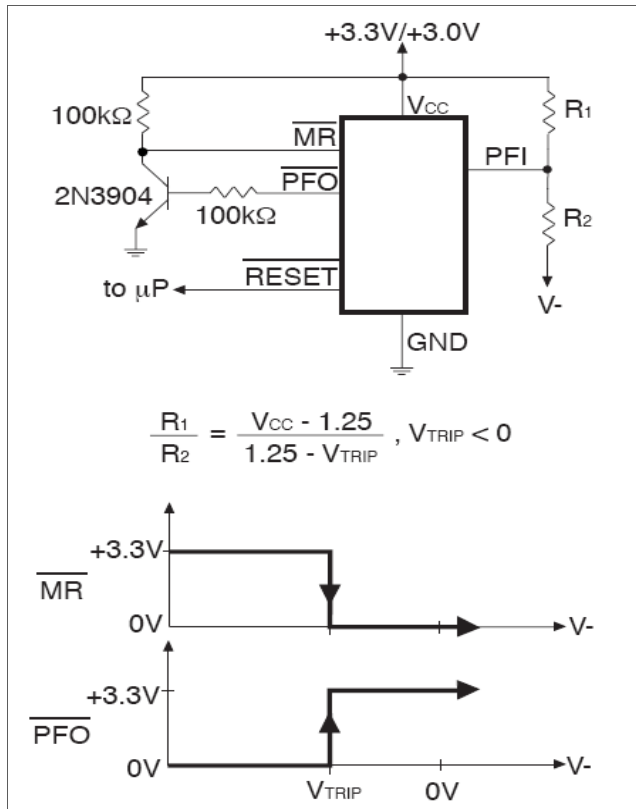 +3.3V/+3.0V
100kΩ
VCC
R1
MR
PFI
PFO
2N3904
100kΩ
R2
RESET
to μP
V-
GND
R1 / R2 = VCC - 1.25 / 1.25 - VTRIP , VTRIP < 0
+3.3V
MR
0V
V-
+3.3V
PFO
0V
V-
VTRIP
0V